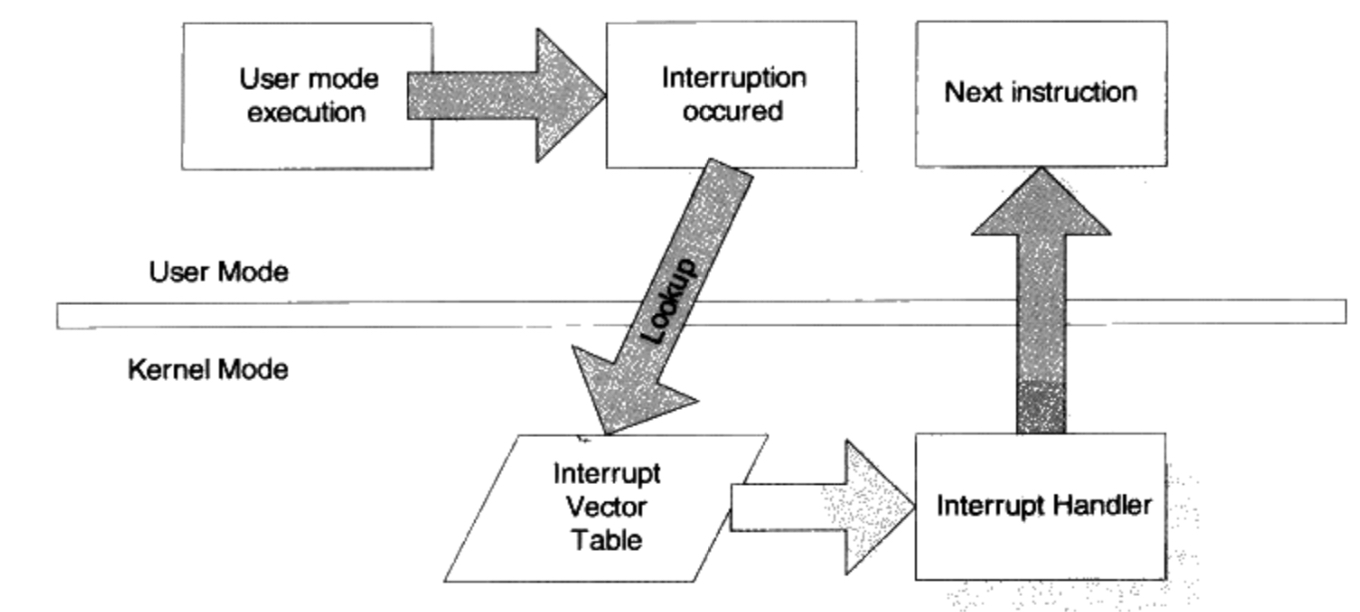 User mode
execution
Interruption
occured
Next instruction
User Mode
Lookup
Kernel Mode
Interrupt
Vector
Table
Interrupt Handler